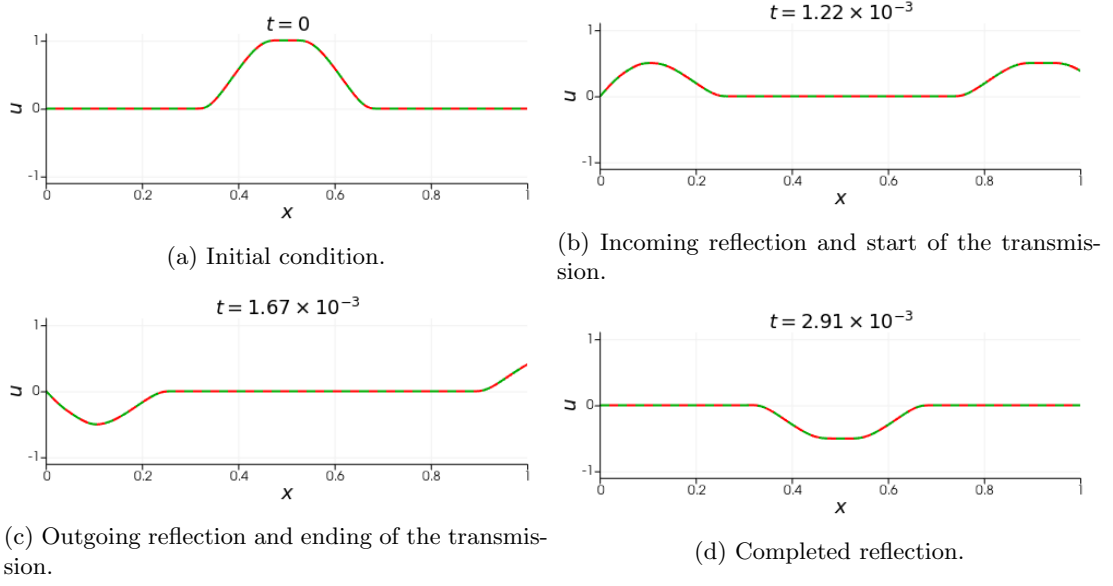 t = 0
1
0
-1
u
0 0.2 0.4 0.6 0.8 1
x
(a) Initial condition.
t = 1.22 × 10⁻³
1
0
-1
u
0 0.2 0.4 0.6 0.8 1
x
(b) Incoming reflection and start of the transmis-
sion.
t = 1.67 × 10⁻³
1
0
-1
u
0 0.2 0.4 0.6 0.8 1
x
(c) Outgoing reflection and ending of the transmis-
sion.
t = 2.91 × 10⁻³
1
0
-1
u
0 0.2 0.4 0.6 0.8 1
x
(d) Completed reflection.